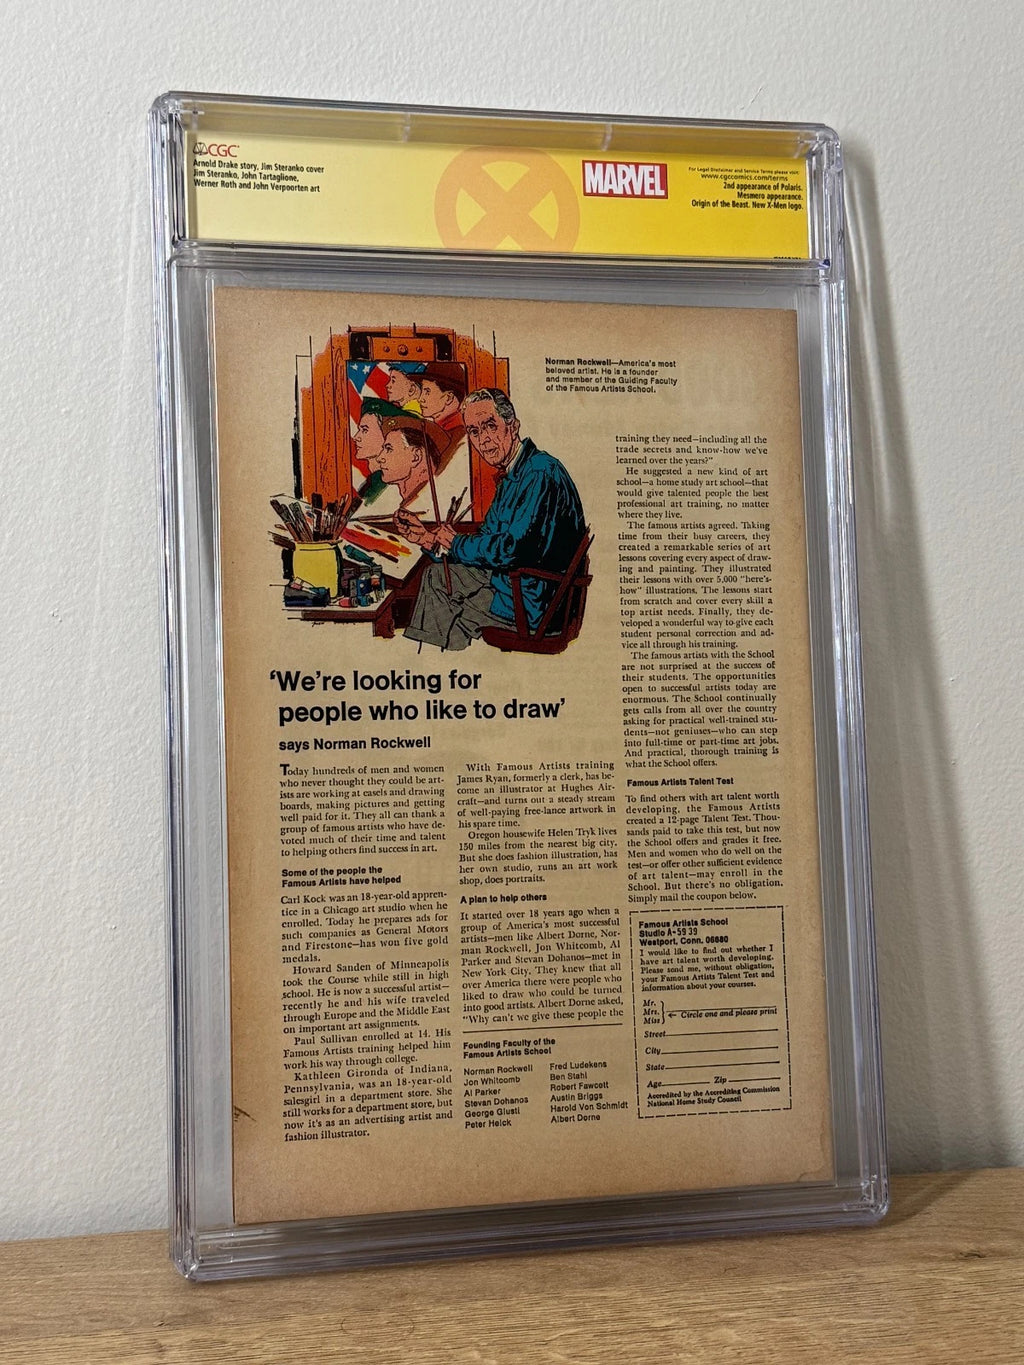 CGC
Arnold Drake story, Jim Steranko cover
Jim Steranko, John Tartaglione,
Werner Roth and John Verpoorten art
MARVEL
For Legal Disclaimer and Service Terms please visit:
www.cgccomics.com/terms
2nd appearance of Polaris.
Mesmero appearance.
Origin of the Beast. New X-Men logo.
Norman Rockwell—America's most
beloved artist. He is a founder
and member of the Guiding Faculty
of the Famous Artists School.
'We're looking for
people who like to draw'
says Norman Rockwell
Today hundreds of men and women
who never thought they could be art-
ists are working at easels and drawing
boards, making pictures and getting
well paid for it. They all can thank a
group of famous artists who have de-
voted much of their time and talent
to helping others find success in art.
Some of the people the
Famous Artists have helped
Carl Kock was an 18-year-old appren-
tice in a Chicago art studio when he
enrolled. Today he prepares ads for
such companies as General Motors
and Firestone—has won five gold
medals.
Howard Sanden of Minneapolis
took the Course while still in high
school. He is now a successful artist—
recently he and his wife traveled
through Europe and the Middle East
on important art assignments.
Paul Sullivan enrolled at 14. His
Famous Artists training helped him
work his way through college.
Kathleen Gironda of Indiana,
Pennsylvania, was an 18-year-old
salesgirl in a department store. She
still works for a department store, but
now it's as an advertising artist and
fashion illustrator.
With Famous Artists training
James Ryan, formerly a clerk, has be-
come an illustrator at Hughes Air-
craft—and turns out a steady stream
of well-paying free-lance artwork in
his spare time.
Oregon housewife Helen Tryk lives
150 miles from the nearest big city.
But she does fashion illustration, has
her own studio, runs an art work
shop, does portraits.
A plan to help others
It started over 18 years ago when a
group of America's most successful
artists—men like Albert Dorne, Nor-
man Rockwell, Jon Whitcomb, Al
Parker and Stevan Dohanos—met in
New York City. They knew that all
over America there were people who
liked to draw who could be turned
into good artists. Albert Dorne asked,
"Why can't we give these people the
Founding Faculty of the
Famous Artists School
Norman Rockwell
Jon Whitcomb
Al Parker
Stevan Dohanos
George Giusti
Peter Helck
Fred Ludekens
Ben Stahl
Robert Fawcett
Austin Briggs
Harold Von Schmidt
Albert Dorne
training they need—including all the
trade secrets and know-how we've
learned over the years?"
He suggested a new kind of art
school—a home study art school—that
would give talented people the best
professional art training, no matter
where they live.
The famous artists agreed. Taking
time from their busy careers, they
created a remarkable series of art
lessons covering every aspect of draw-
ing and painting. They illustrated
their lessons with over 5,000 "here's-
how" illustrations. The lessons start
from scratch and cover every skill a
top artist needs. Finally, they de-
veloped a wonderful way to give each
student personal correction and ad-
vice all through his training.
The famous artists with the School
are not surprised at the success of
their students. The opportunities
open to successful artists today are
enormous. The School continually
gets calls from all over the country
asking for practical well-trained stu-
dents—not geniuses—who can step
into full-time or part-time art jobs.
And practical, thorough training is
what the School offers.
Famous Artists Talent Test
To find others with art talent worth
developing, the Famous Artists
created a 12-page Talent Test. Thou-
sands paid to take this test, but now
the School offers and grades it free.
Men and women who do well on the
test—or offer other sufficient evidence
of art talent—may enroll in the
School. But there's no obligation.
Simply mail the coupon below.
Famous Artists School
Studio A-5939
Westport, Conn. 06880
I would like to find out whether I
have art talent worth developing.
Please send me, without obligation,
your Famous Artists Talent Test and
information about your courses.
Mr.
Mrs. ← Circle one and please print
Miss
Street
City
State
Age Zip
Accredited by the Accrediting Commission
National Home Study Council